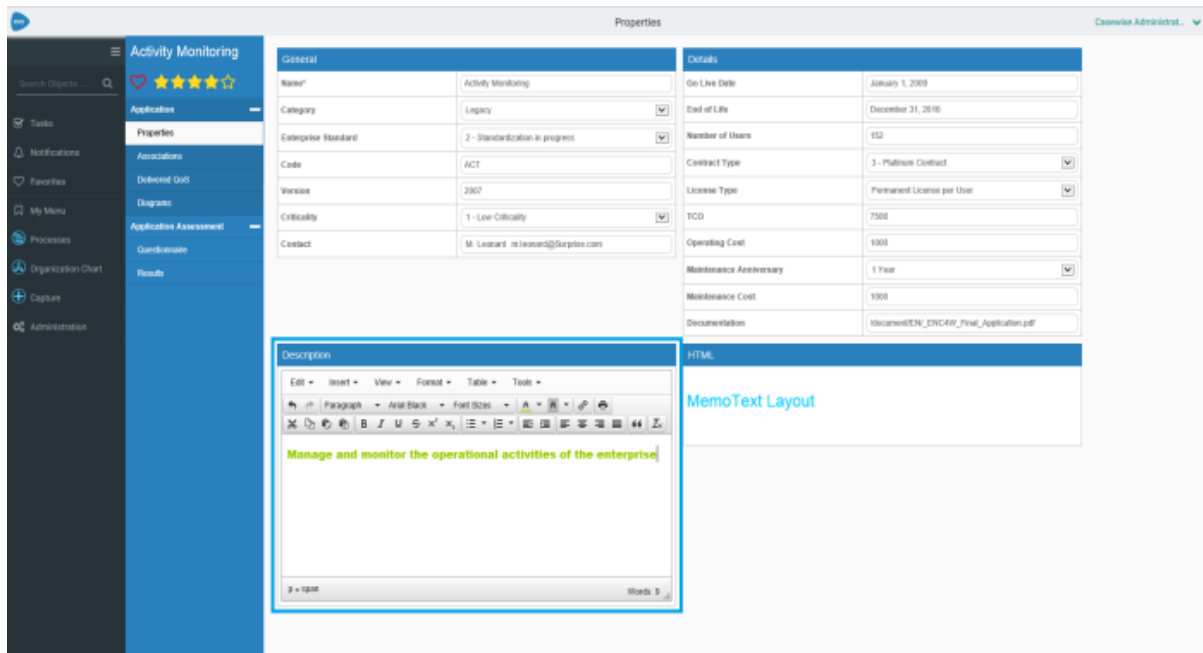 Properties
Casewise Administrat...
Activity Monitoring
Search Objects...
Tasks
Notifications
Favorites
My Menu
Processes
Organization Chart
Capture
Administration
Application
Properties
Associations
Delivered QoS
Diagrams
Application Assessment
Questionnaire
Results
General
Name* Activity Monitoring
Category Legacy
Enterprise Standard 2 - Standardization in progress
Code ACT
Version 2007
Criticality 1 - Low Criticality
Contact M. Leonard m.leonard@Surprise.com
Details
Go Live Date January 1, 2009
End of Life December 31, 2016
Number of Users 152
Contract Type 3 - Platinum Contract
License Type Permanent License per User
TCO 7500
Operating Cost 1000
Maintenance Anniversary 1 Year
Maintenance Cost 1000
Documentation /document/EN/_ENC4W_Final_Application.pdf
Description
Edit Insert View Format Table Tools
Paragraph Arial Black Font Sizes A A
B I U S x² x₂
Manage and monitor the operational activities of the enterprise
p » span Words: 9
HTML
MemoText Layout